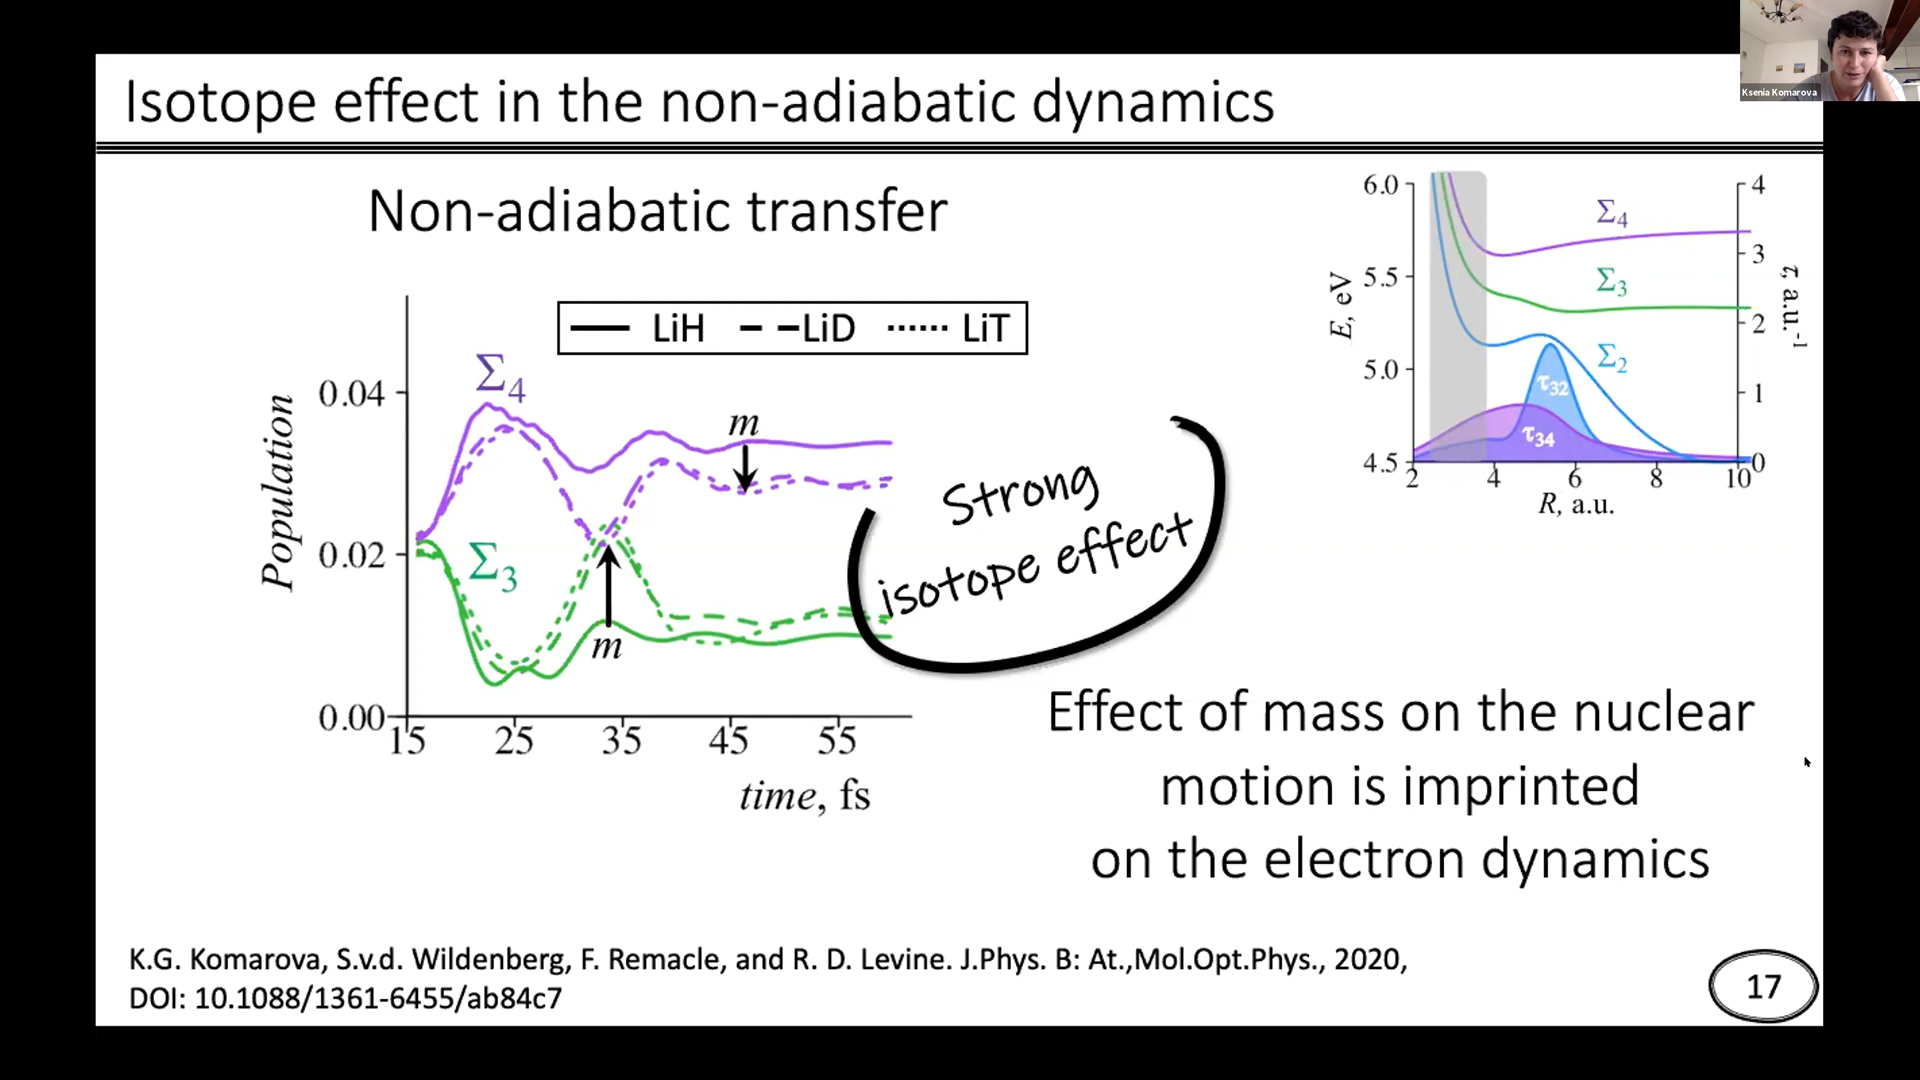 Ksenia Komarova
Isotope effect in the non-adiabatic dynamics
Non-adiabatic transfer
LiH
LiD
LiT
Population
0.04
0.02
0.00
Σ4
Σ3
m
m
15 25 35 45 55
time, fs
Strong
isotope effect
6.0
5.5
5.0
4.5
E, eV
Σ4
Σ3
Σ2
τ32
τ34
4
3
2
1
0
τ, a.u.-1
2 4 6 8 10
R, a.u.
Effect of mass on the nuclear
motion is imprinted
on the electron dynamics
K.G. Komarova, S.v.d. Wildenberg, F. Remacle, and R. D. Levine. J.Phys. B: At.,Mol.Opt.Phys., 2020,
DOI: 10.1088/1361-6455/ab84c7
17